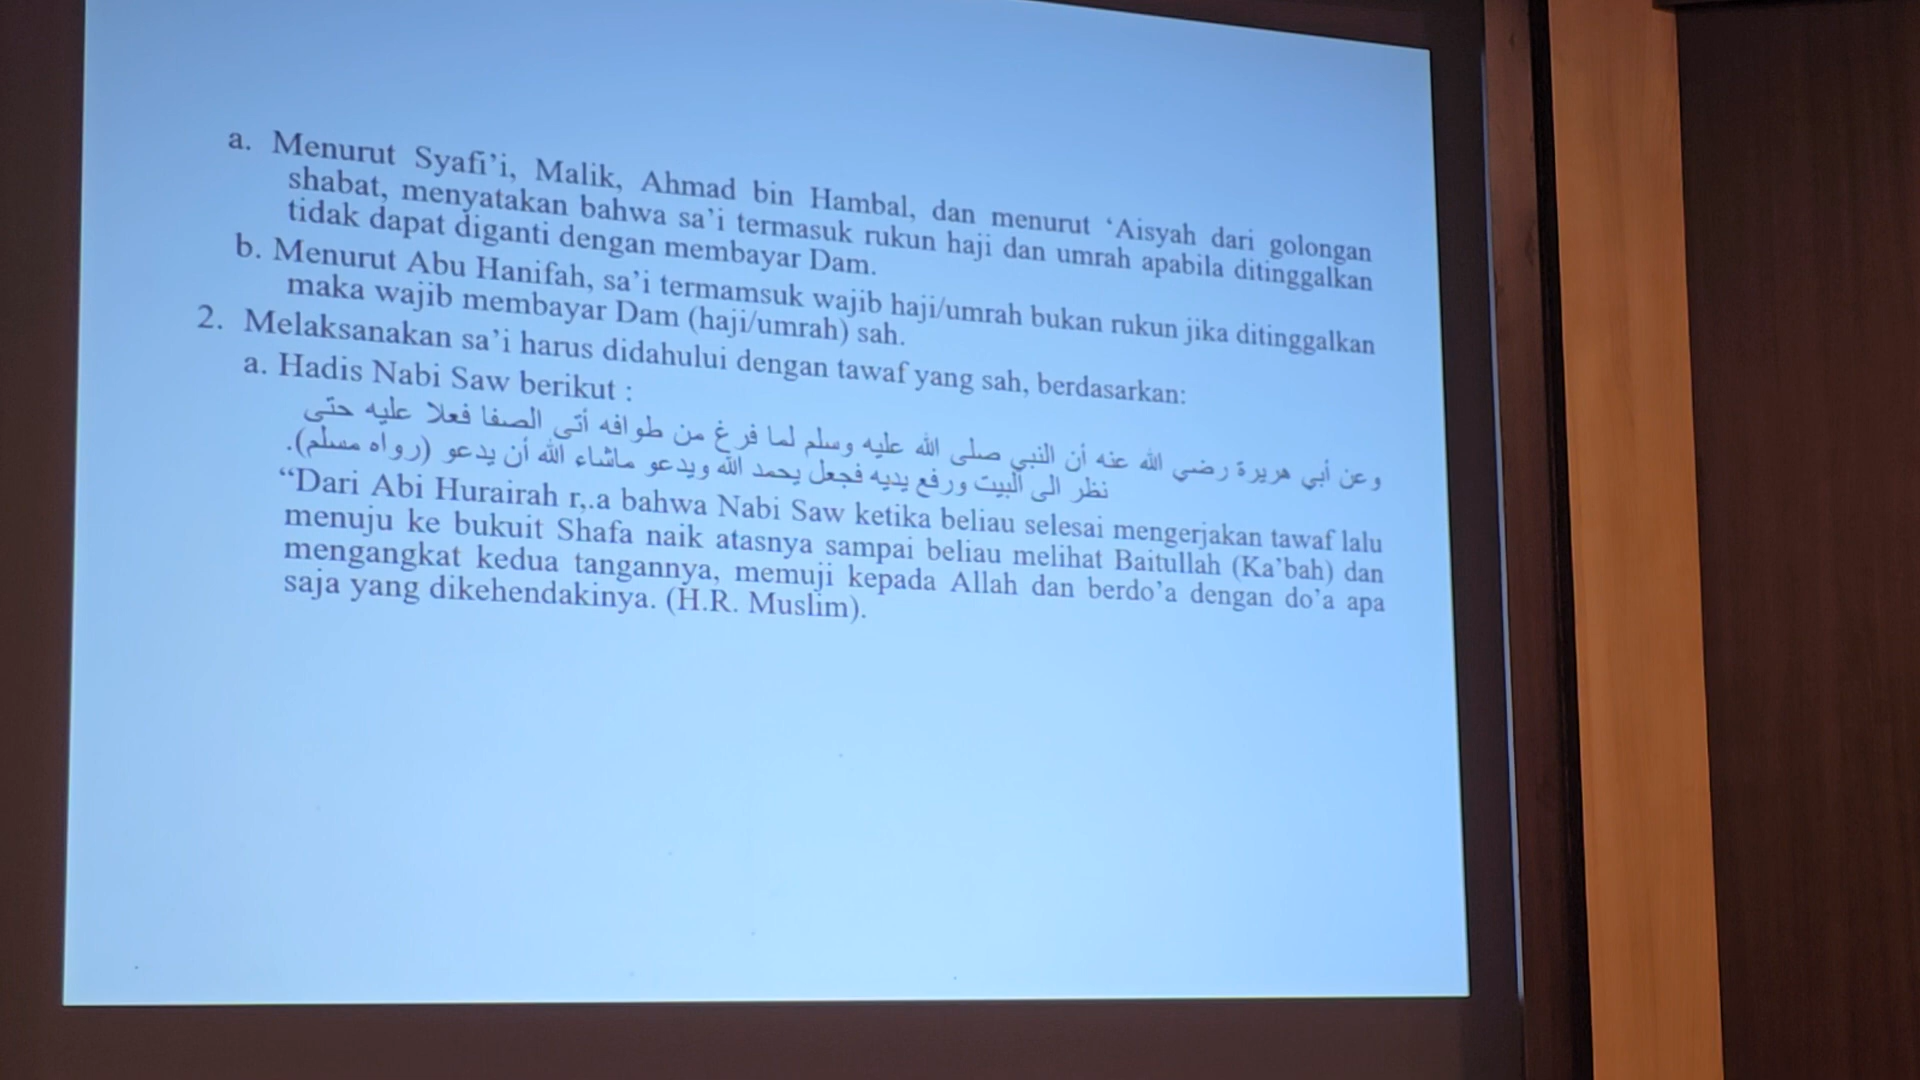 a. Menurut Syafi’i, Malik, Ahmad bin Hambal, dan menurut ‘Aisyah dari golongan
shabat, menyatakan bahwa sa’i termasuk rukun haji dan umrah apabila ditinggalkan
tidak dapat diganti dengan membayar Dam.
b. Menurut Abu Hanifah, sa’i termamsuk wajib haji/umrah bukan rukun jika ditinggalkan
maka wajib membayar Dam (haji/umrah) sah.
2. Melaksanakan sa’i harus didahului dengan tawaf yang sah, berdasarkan:
a. Hadis Nabi Saw berikut :
وعن أبي هريرة رضي الله عنه أن النبي صلى الله عليه وسلم لما فرغ من طوافه أتى الصفا فعلا عليه حتى
نظر الى البيت ورفع يديه فجعل يحمد الله ويدعو ماشاء الله أن يدعو (رواه مسلم).
“Dari Abi Hurairah r,.a bahwa Nabi Saw ketika beliau selesai mengerjakan tawaf lalu
menuju ke bukuit Shafa naik atasnya sampai beliau melihat Baitullah (Ka’bah) dan
mengangkat kedua tangannya, memuji kepada Allah dan berdo’a dengan do’a apa
saja yang dikehendakinya. (H.R. Muslim).